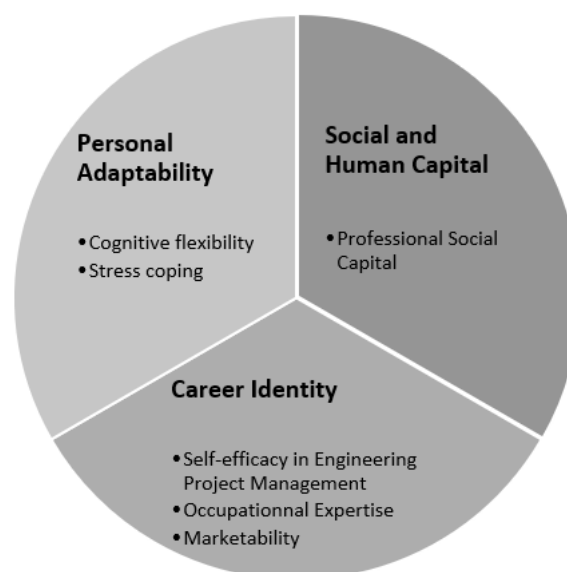 Personal
Adaptability
•Cognitive flexibility
•Stress coping
Social and
Human Capital
•Professional Social
Capital
Career Identity
•Self-efficacy in Engineering
Project Management
•Occupationnal Expertise
•Marketability